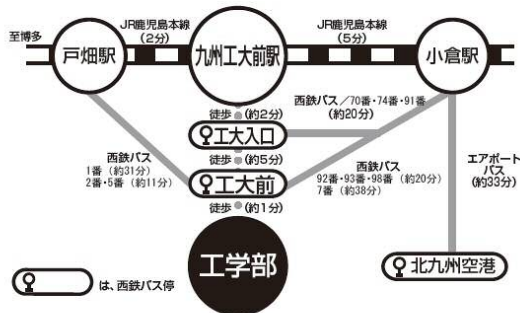 JR鹿児島本線
(2分)
JR鹿児島本線
(5分)
至博多
戸畑駅
九州工大前駅
小倉駅
徒歩 (約2分)
西鉄バス/70番・74番・91番
(約20分)
工大入口
西鉄バス
1番(約31分)
2番・5番(約11分)
徒歩 (約5分)
工大前
西鉄バス
92番・93番・98番(約20分)
7番(約38分)
エアポート
バス
(約33分)
徒歩 (約1分)
工学部
北九州空港
は、西鉄バス停